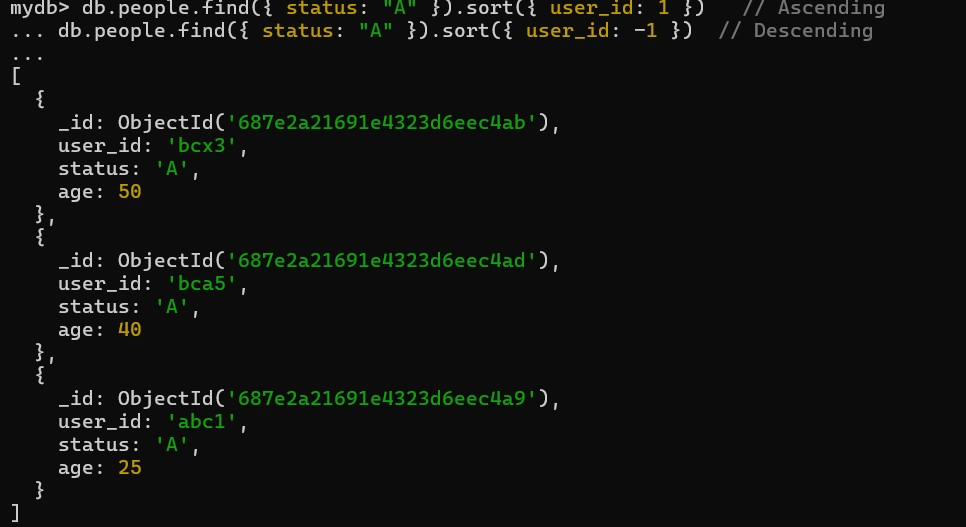 mydb> db.people.find({ status: "A" }).sort({ user_id: 1 })   // Ascending
... db.people.find({ status: "A" }).sort({ user_id: -1 })  // Descending
...
[
  {
    _id: ObjectId('687e2a21691e4323d6eec4ab'),
    user_id: 'bcx3',
    status: 'A',
    age: 50
  },
  {
    _id: ObjectId('687e2a21691e4323d6eec4ad'),
    user_id: 'bca5',
    status: 'A',
    age: 40
  },
  {
    _id: ObjectId('687e2a21691e4323d6eec4a9'),
    user_id: 'abc1',
    status: 'A',
    age: 25
  }
]